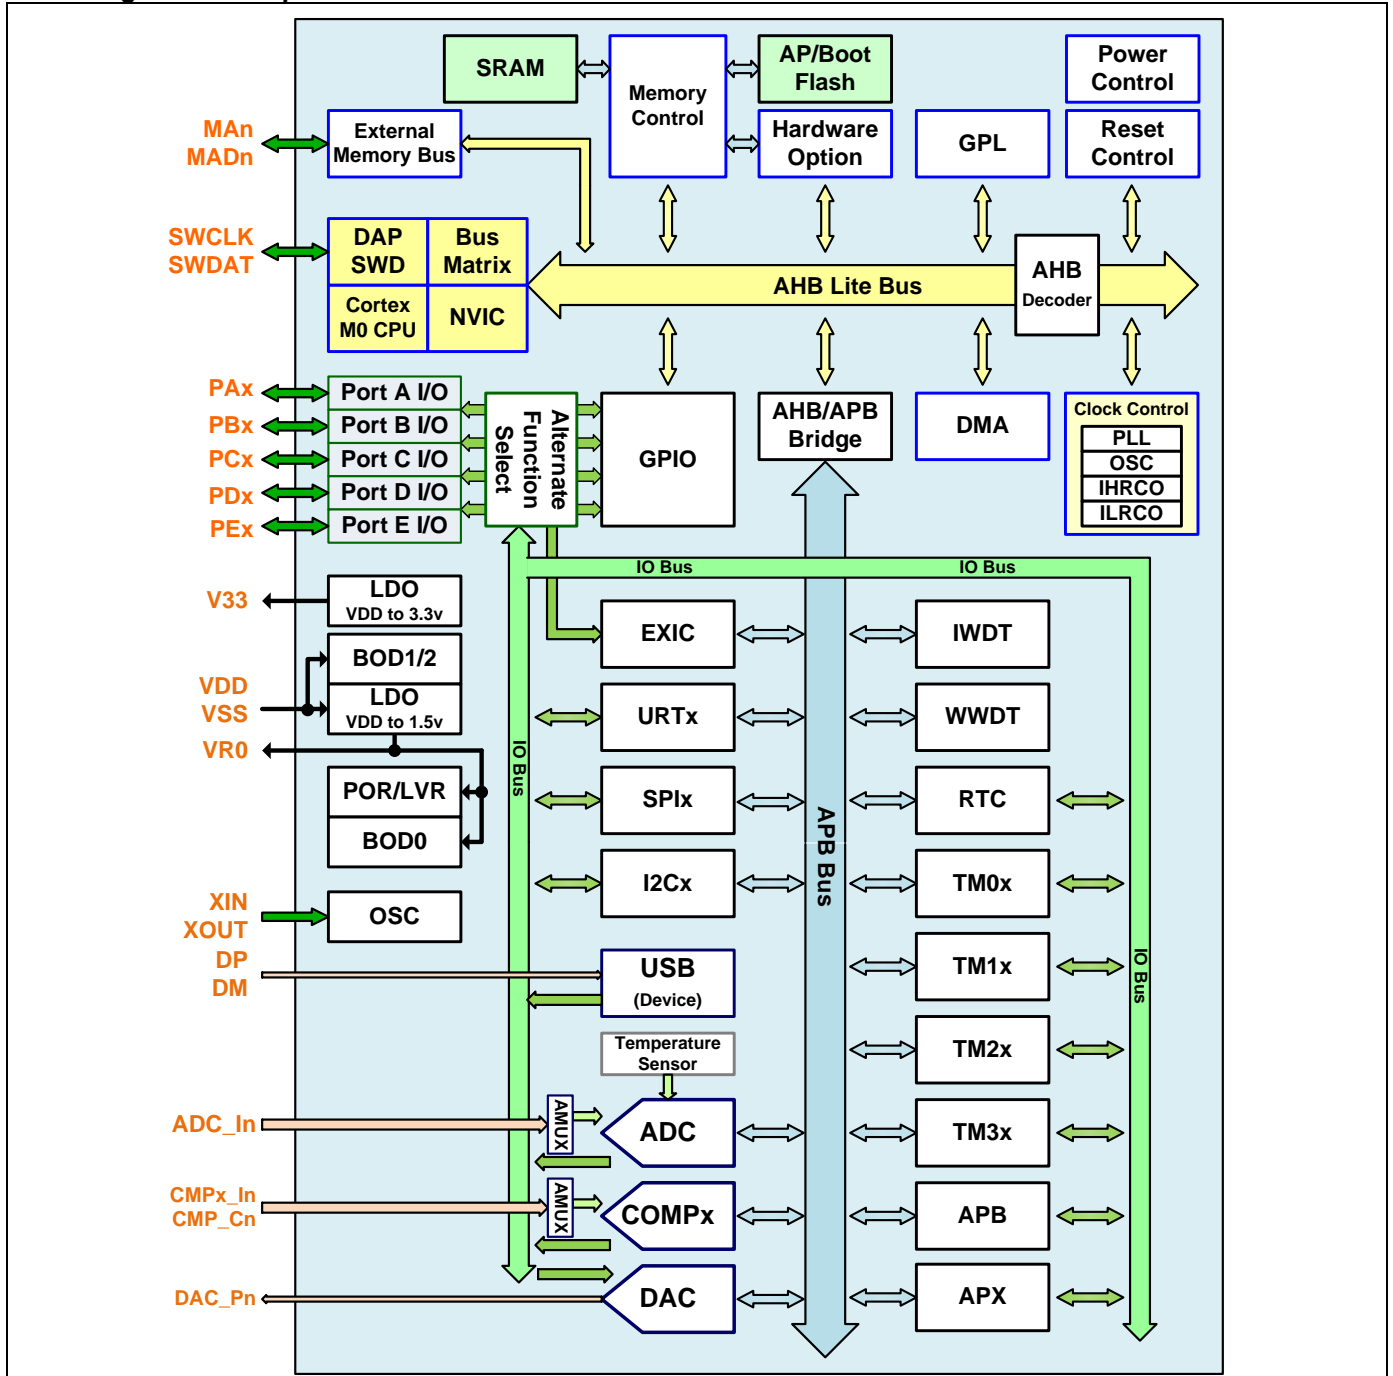 SRAM
Memory
Control
AP/Boot
Flash
Power
Control
MAn
MADn
External
Memory Bus
Hardware
Option
GPL
Reset
Control
SWCLK
SWDAT
DAP
SWD
Bus
Matrix
Cortex
M0 CPU
NVIC
AHB Lite Bus
AHB
Decoder
PAx
PBx
PCx
PDx
PEx
Port A I/O
Port B I/O
Port C I/O
Port D I/O
Port E I/O
Alternate
Function
Select
GPIO
AHB/APB
Bridge
DMA
Clock Control
PLL
OSC
IHRCO
ILRCO
IO Bus
IO Bus
V33
LDO
VDD to 3.3v
EXIC
IWDT
VDD
VSS
BOD1/2
LDO
VDD to 1.5v
URTx
WWDT
VR0
IO Bus
POR/LVR
BOD0
SPIx
RTC
APB Bus
I2Cx
TM0x
XIN
XOUT
OSC
DP
DM
USB
(Device)
TM1x
IO Bus
Temperature
Sensor
TM2x
ADC_In
AMUX
ADC
TM3x
CMPx_In
CMP_Cn
AMUX
COMPx
APB
DAC_Pn
DAC
APX